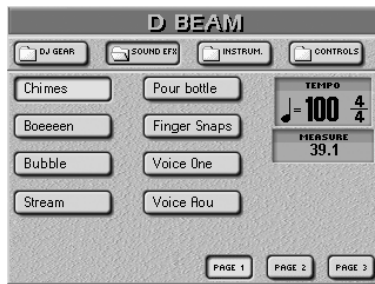 D BEAM
DJ GEAR SOUND EFX INSTRUM. CONTROLS
Chimes Pour bottle
TEMPO
♩=100 4/4
Boeeeen Finger Snaps
MEASURE
39.1
Bubble Voice One
Stream Voice Aou
PAGE 1 PAGE 2 PAGE 3